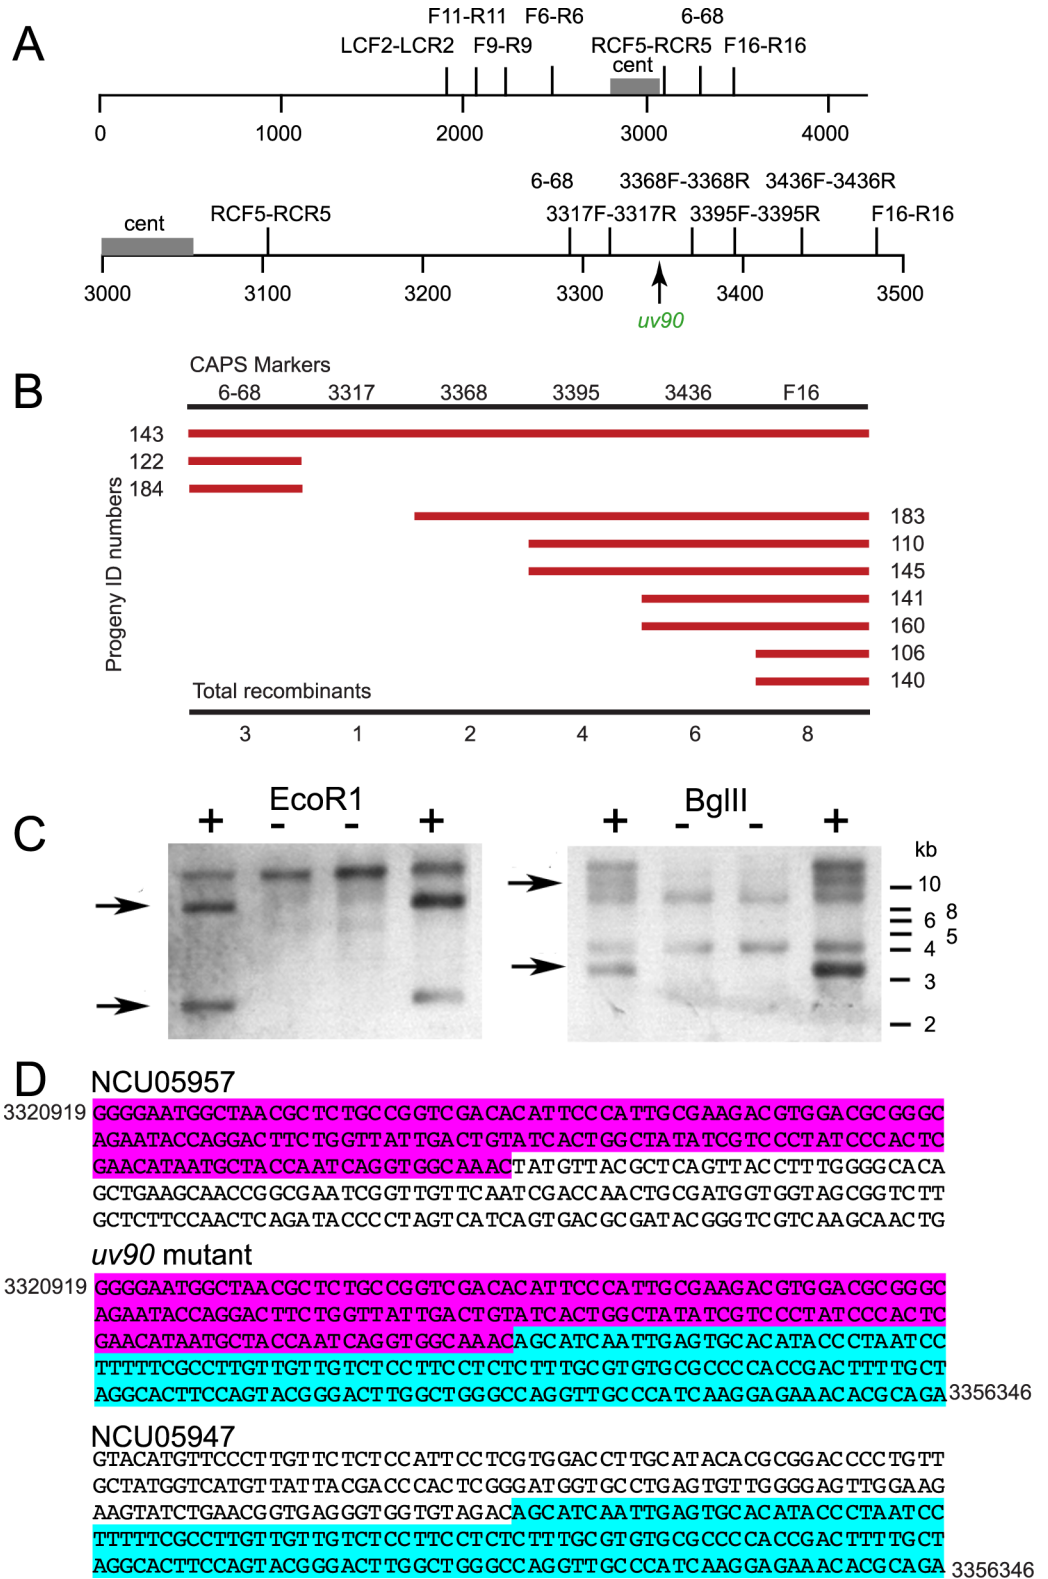 A
F11-R11 F6-R6 6-68
LCF2-LCR2 F9-R9 RCF5-RCR5 F16-R16
cent
0 1000 2000 3000 4000
6-68 3368F-3368R 3436F-3436R
cent RCF5-RCR5 3317F-3317R 3395F-3395R F16-R16
3000 3100 3200 3300 3400 3500
uv90
B
CAPS Markers
6-68 3317 3368 3395 3436 F16
143
122
184
183
110
145
141
160
106
140
Progeny ID numbers
Total recombinants
3 1 2 4 6 8
C
EcoR1 BglII
+ - - + + - - +
kb
10
8
6
5
4
3
2
D
NCU05957
3320919 GGGGAATGGCTAACGCTCTGCCGGTCGACACATTCCCATTGCGAAGACGTGGACGCGGGC
AGAATACCAGGACTTCTGGTTATTGACTGTATCACTGGCTATATCGTCCCTATCCCACTC
GAACATAATGCTACCAATCAGGTGGCAAACTATGTTACGCTCAGTTACCTTTGGGGCACA
GCTGAAGCAACCGGCGAATCGGTTGTTCAATCGACCAACTGCGATGGTGGTAGCGGTCTT
GCTCTTCCAACTCAGATACCCCTAGTCATCAGTGACGCGATACGGGTCGTCAAGCAACTG
uv90 mutant
3320919 GGGGAATGGCTAACGCTCTGCCGGTCGACACATTCCCATTGCGAAGACGTGGACGCGGGC
AGAATACCAGGACTTCTGGTTATTGACTGTATCACTGGCTATATCGTCCCTATCCCACTC
GAACATAATGCTACCAATCAGGTGGCAAACAGCATCAATTGAGTGCACATACCCTAATCC
TTTTTCGCCTTGTTGTTGTCTCCTTCCTCTCTTTGCGTGTGCGCCCCACCGACTTTTGCT
AGGCACTTCCAGTACGGGACTTGGCTGGGCCAGGTTGCCCATCAAGGAGAAACACGCAGA 3356346
NCU05947
GTACATGTTCCCTTGTTCTCTCCATTCCTCGTGGACCTTGCATACACGCGGACCCCTGTT
GCTATGGTCATGTTATTACGACCCACTCGGGATGGTGCCTGAGTGTTGGGGAGTTGGAAG
AAGTATCTGAACGGTGAGGGTGGTGTAGACAGCATCAATTGAGTGCACATACCCTAATCC
TTTTTCGCCTTGTTGTTGTCTCCTTCCTCTCTTTGCGTGTGCGCCCCACCGACTTTTGCT
AGGCACTTCCAGTACGGGACTTGGCTGGGCCAGGTTGCCCATCAAGGAGAAACACGCAGA 3356346